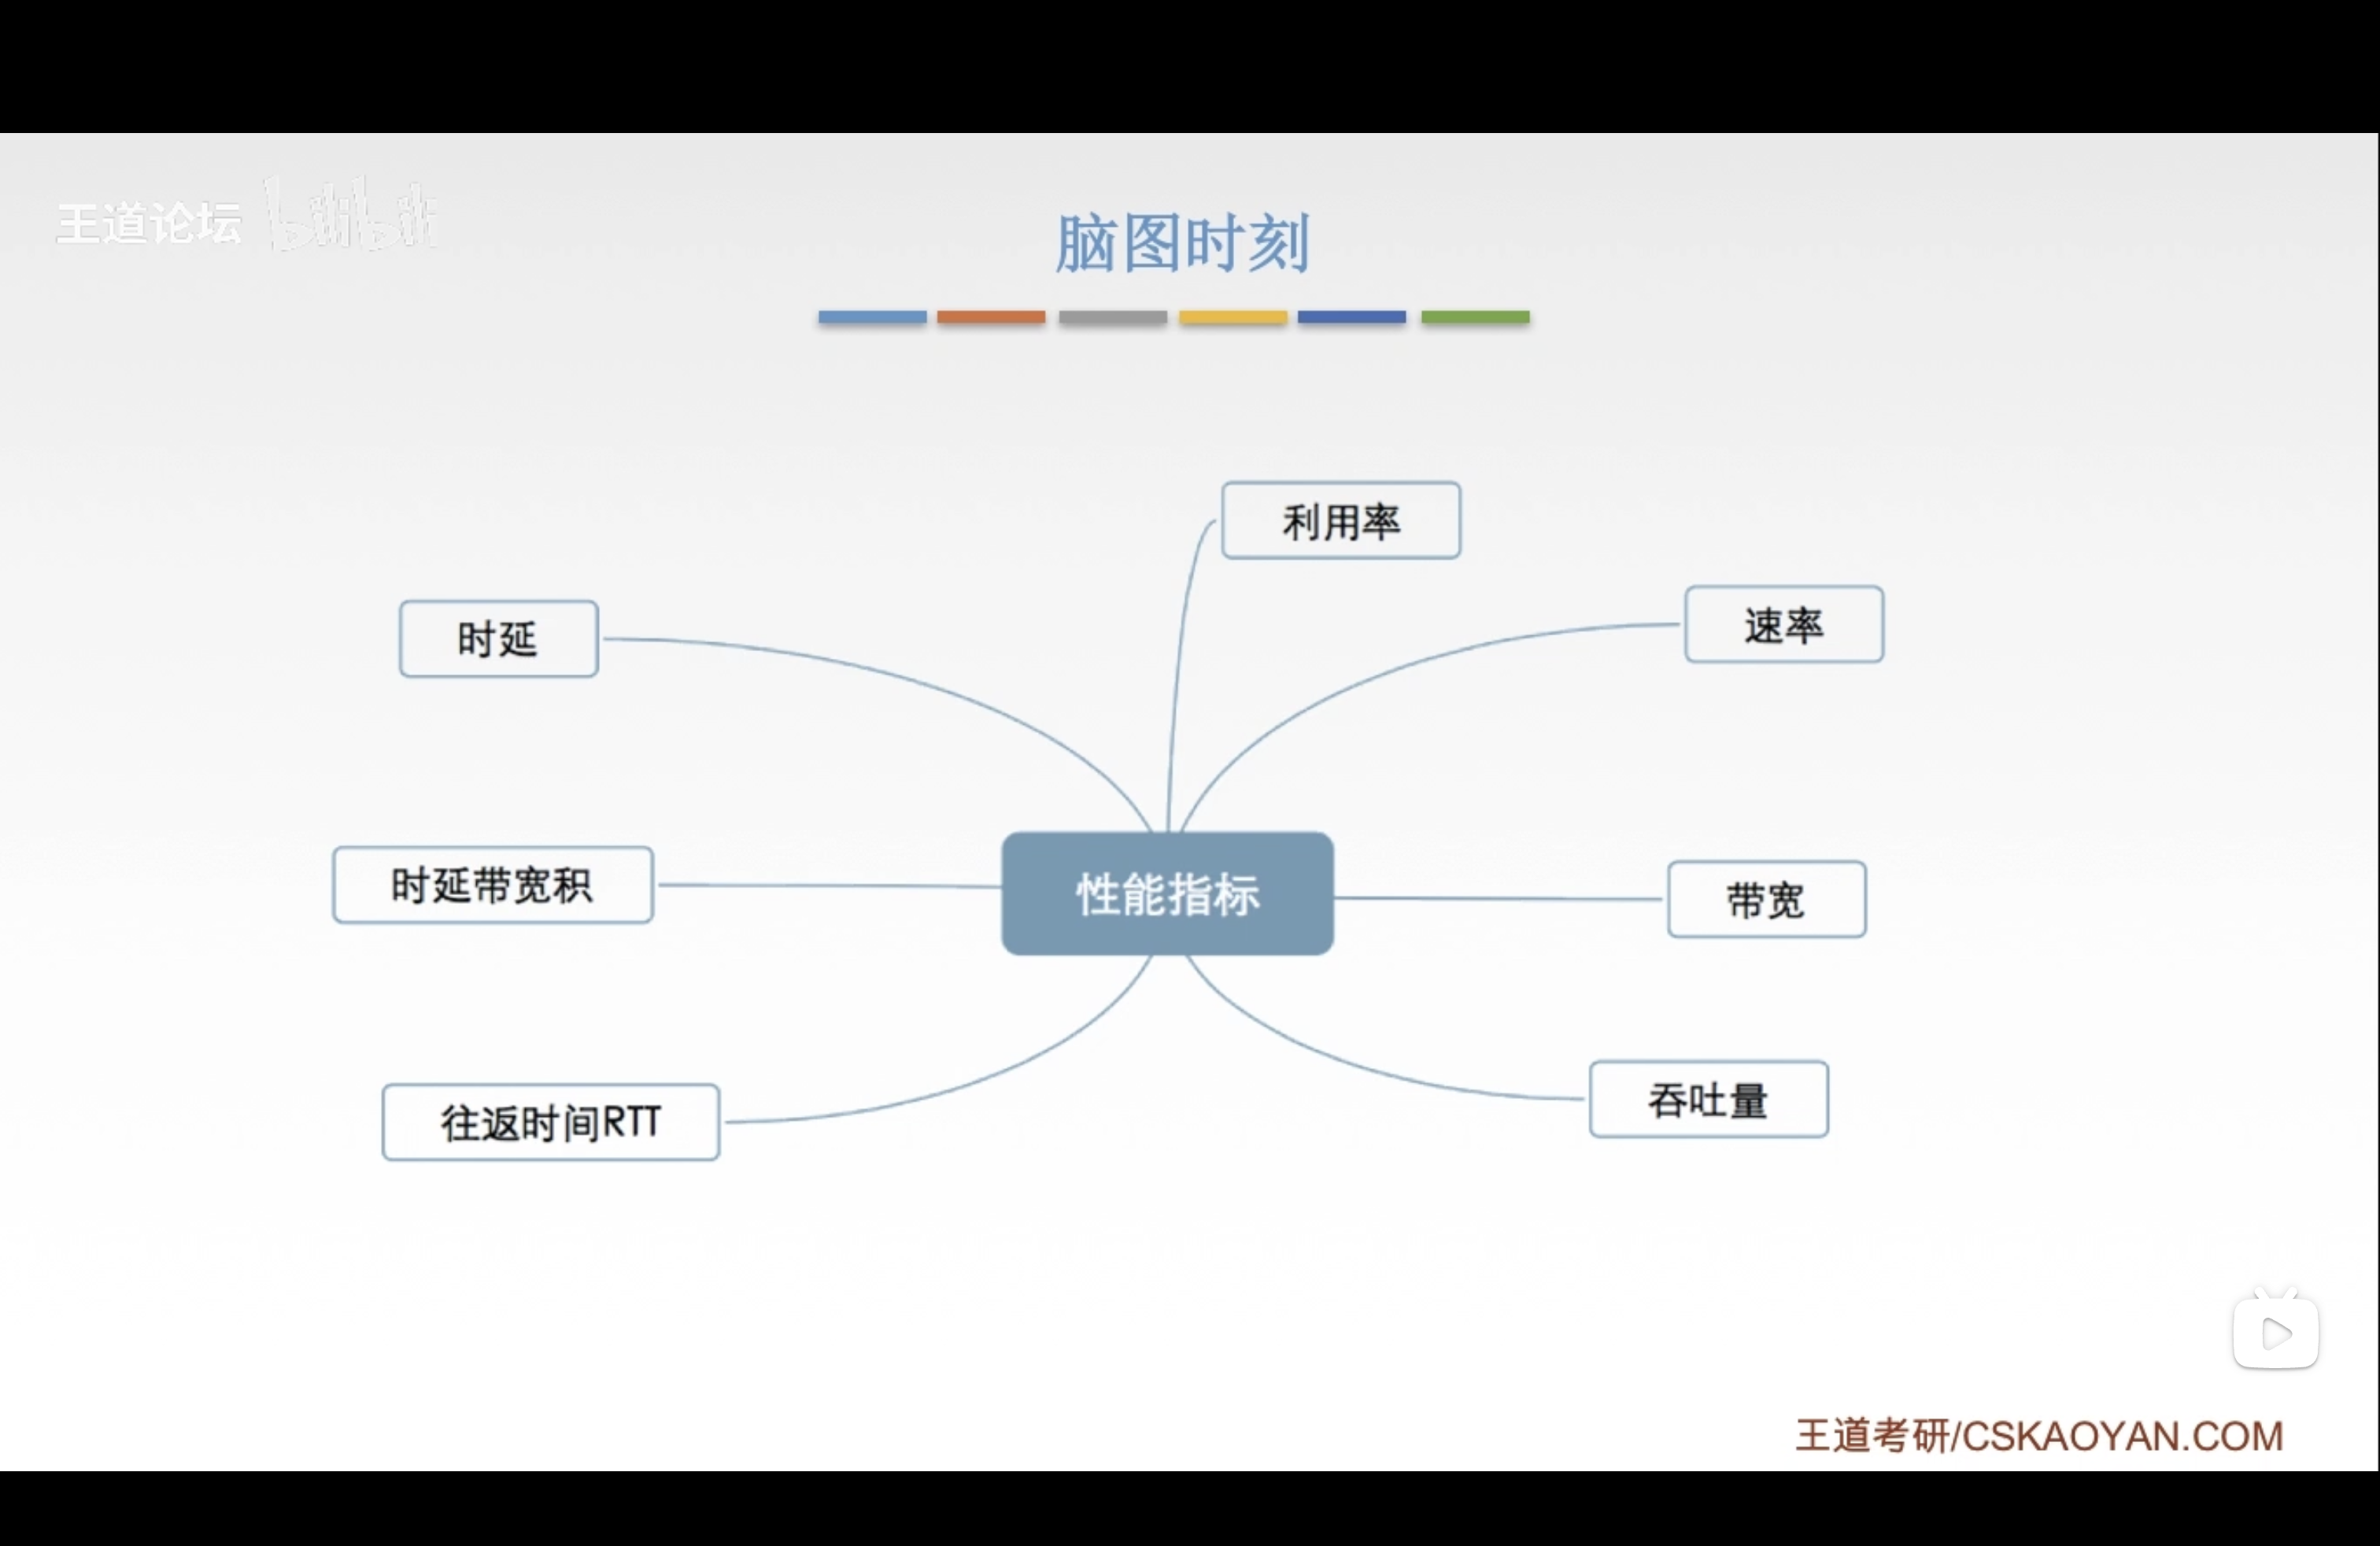 王道论坛 bilibili
脑图时刻
利用率
速率
时延
性能指标
时延带宽积
带宽
吞吐量
往返时间RTT
王道考研/CSKAOYAN.COM